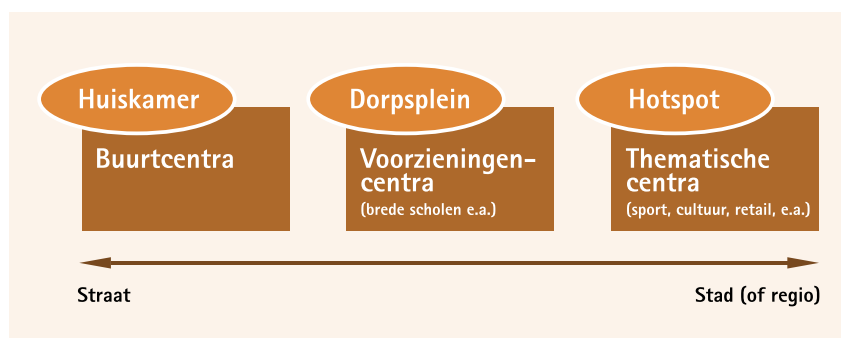 Huiskamer
Dorpsplein
Hotspot
Buurtcentra
Voorzieningen-
centra
(brede scholen e.a.)
Thematische
centra
(sport, cultuur, retail, e.a.)
Straat
Stad (of regio)